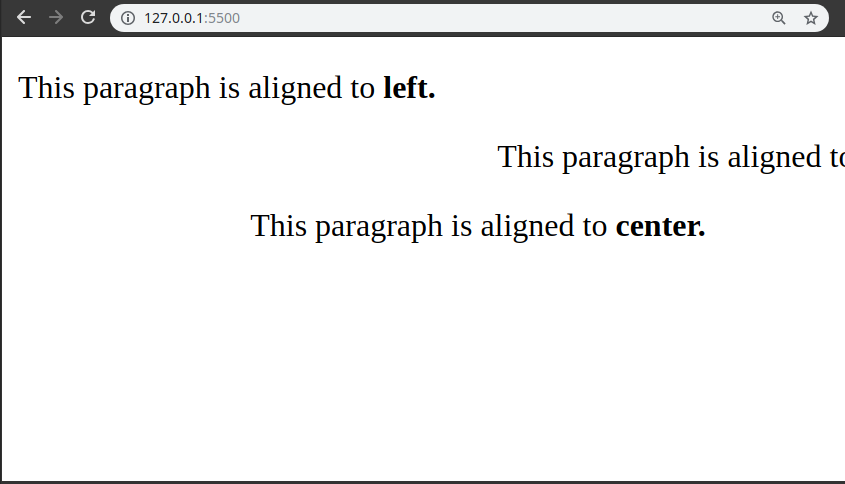 127.0.0.1:5500
This paragraph is aligned to left.
This paragraph is aligned
This paragraph is aligned to center.